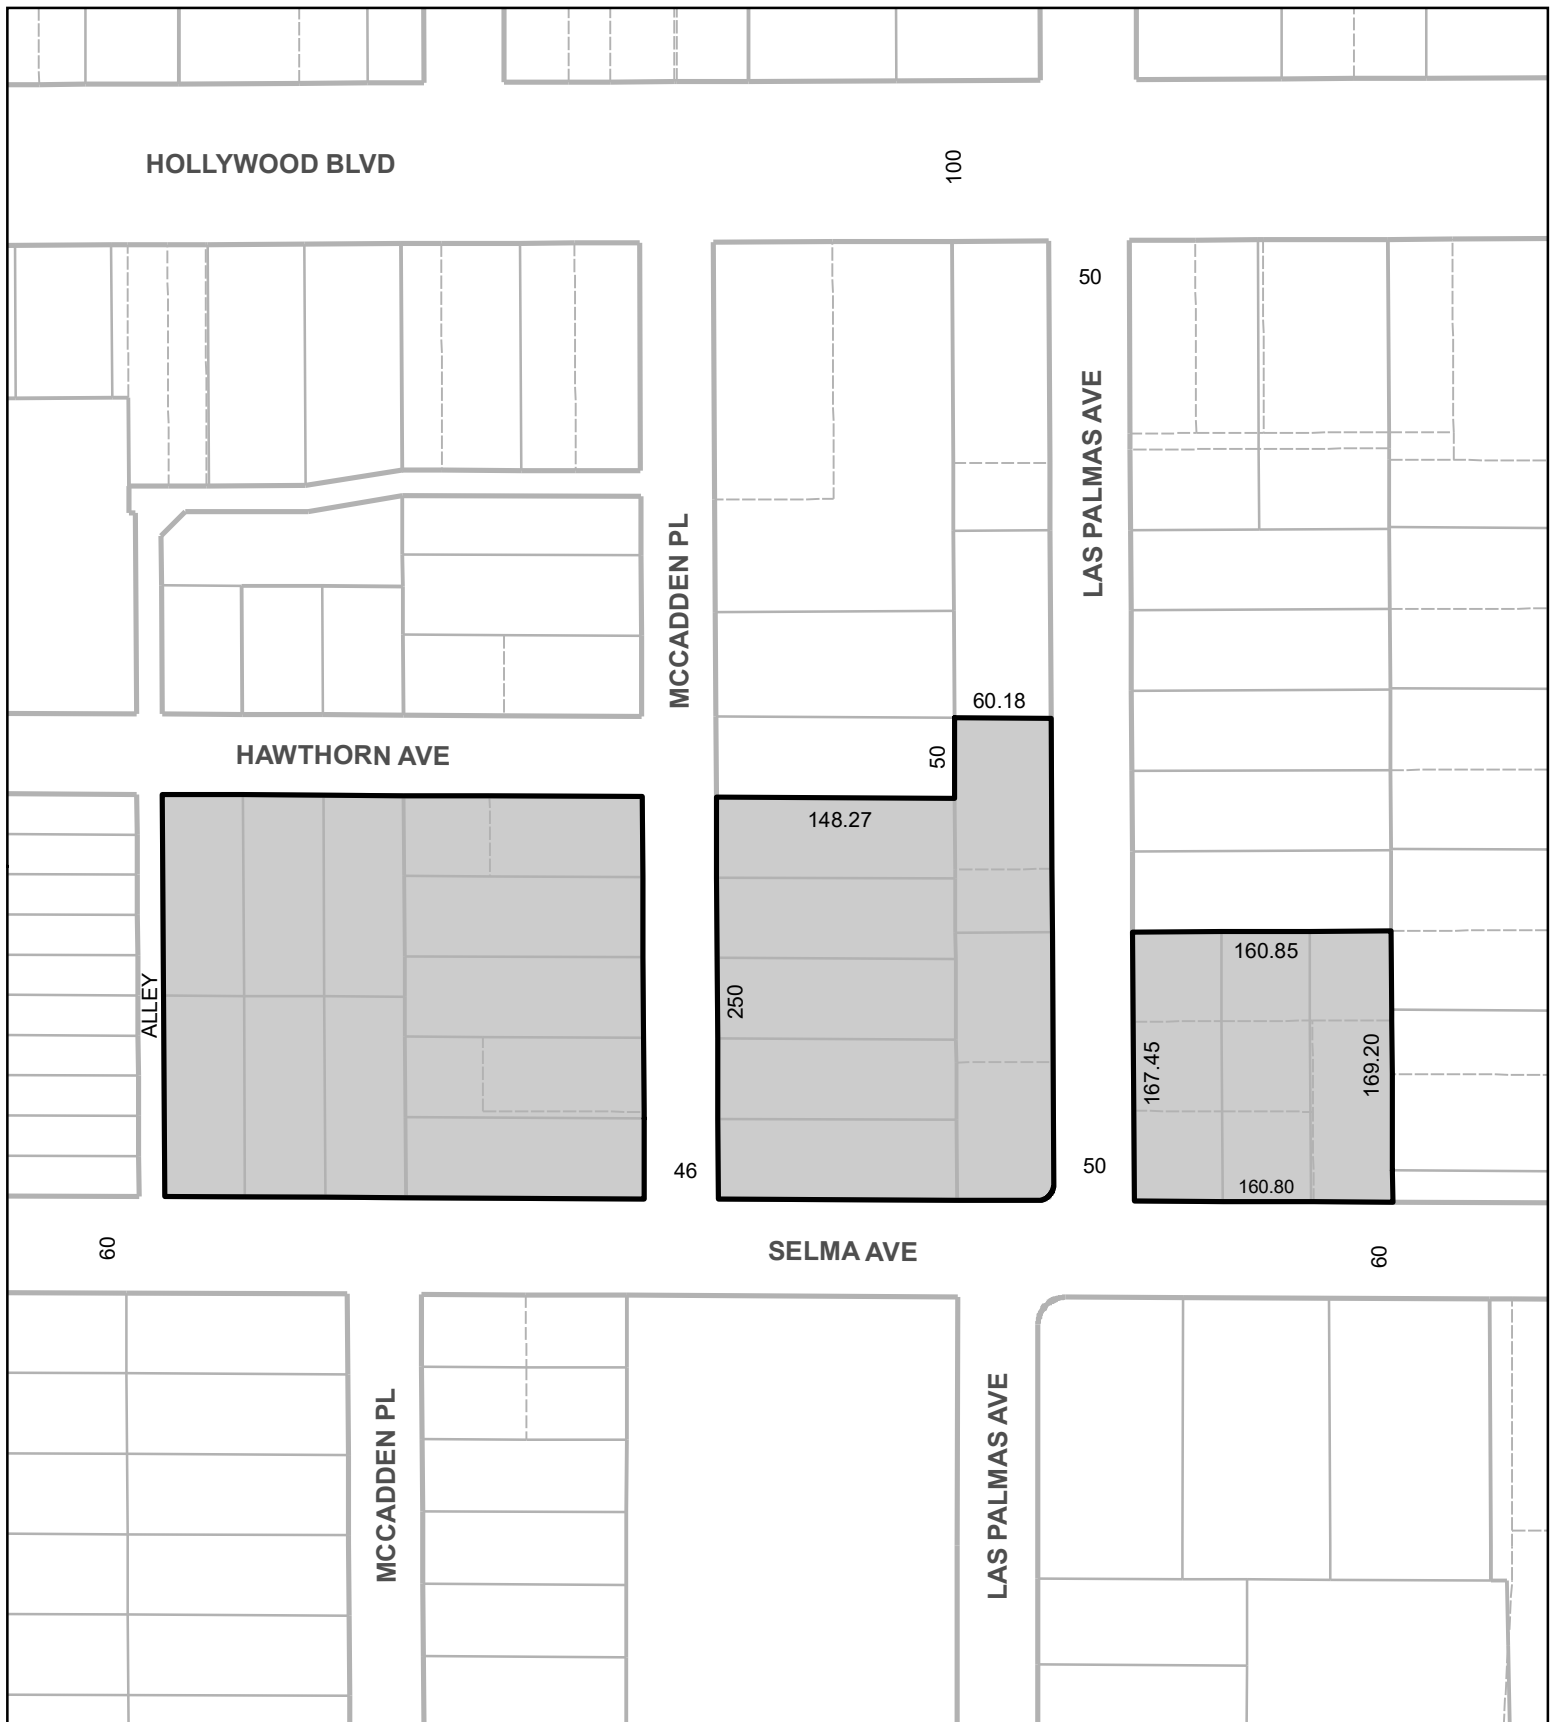 HOLLYWOOD BLVD
100
50
LAS PALMAS AVE
MCCADDEN PL
60.18
HAWTHORN AVE
50
148.27
160.85
ALLEY
250
167.45
169.20
46
50
160.80
60
SELMA AVE
60
MCCADDEN PL
LAS PALMAS AVE